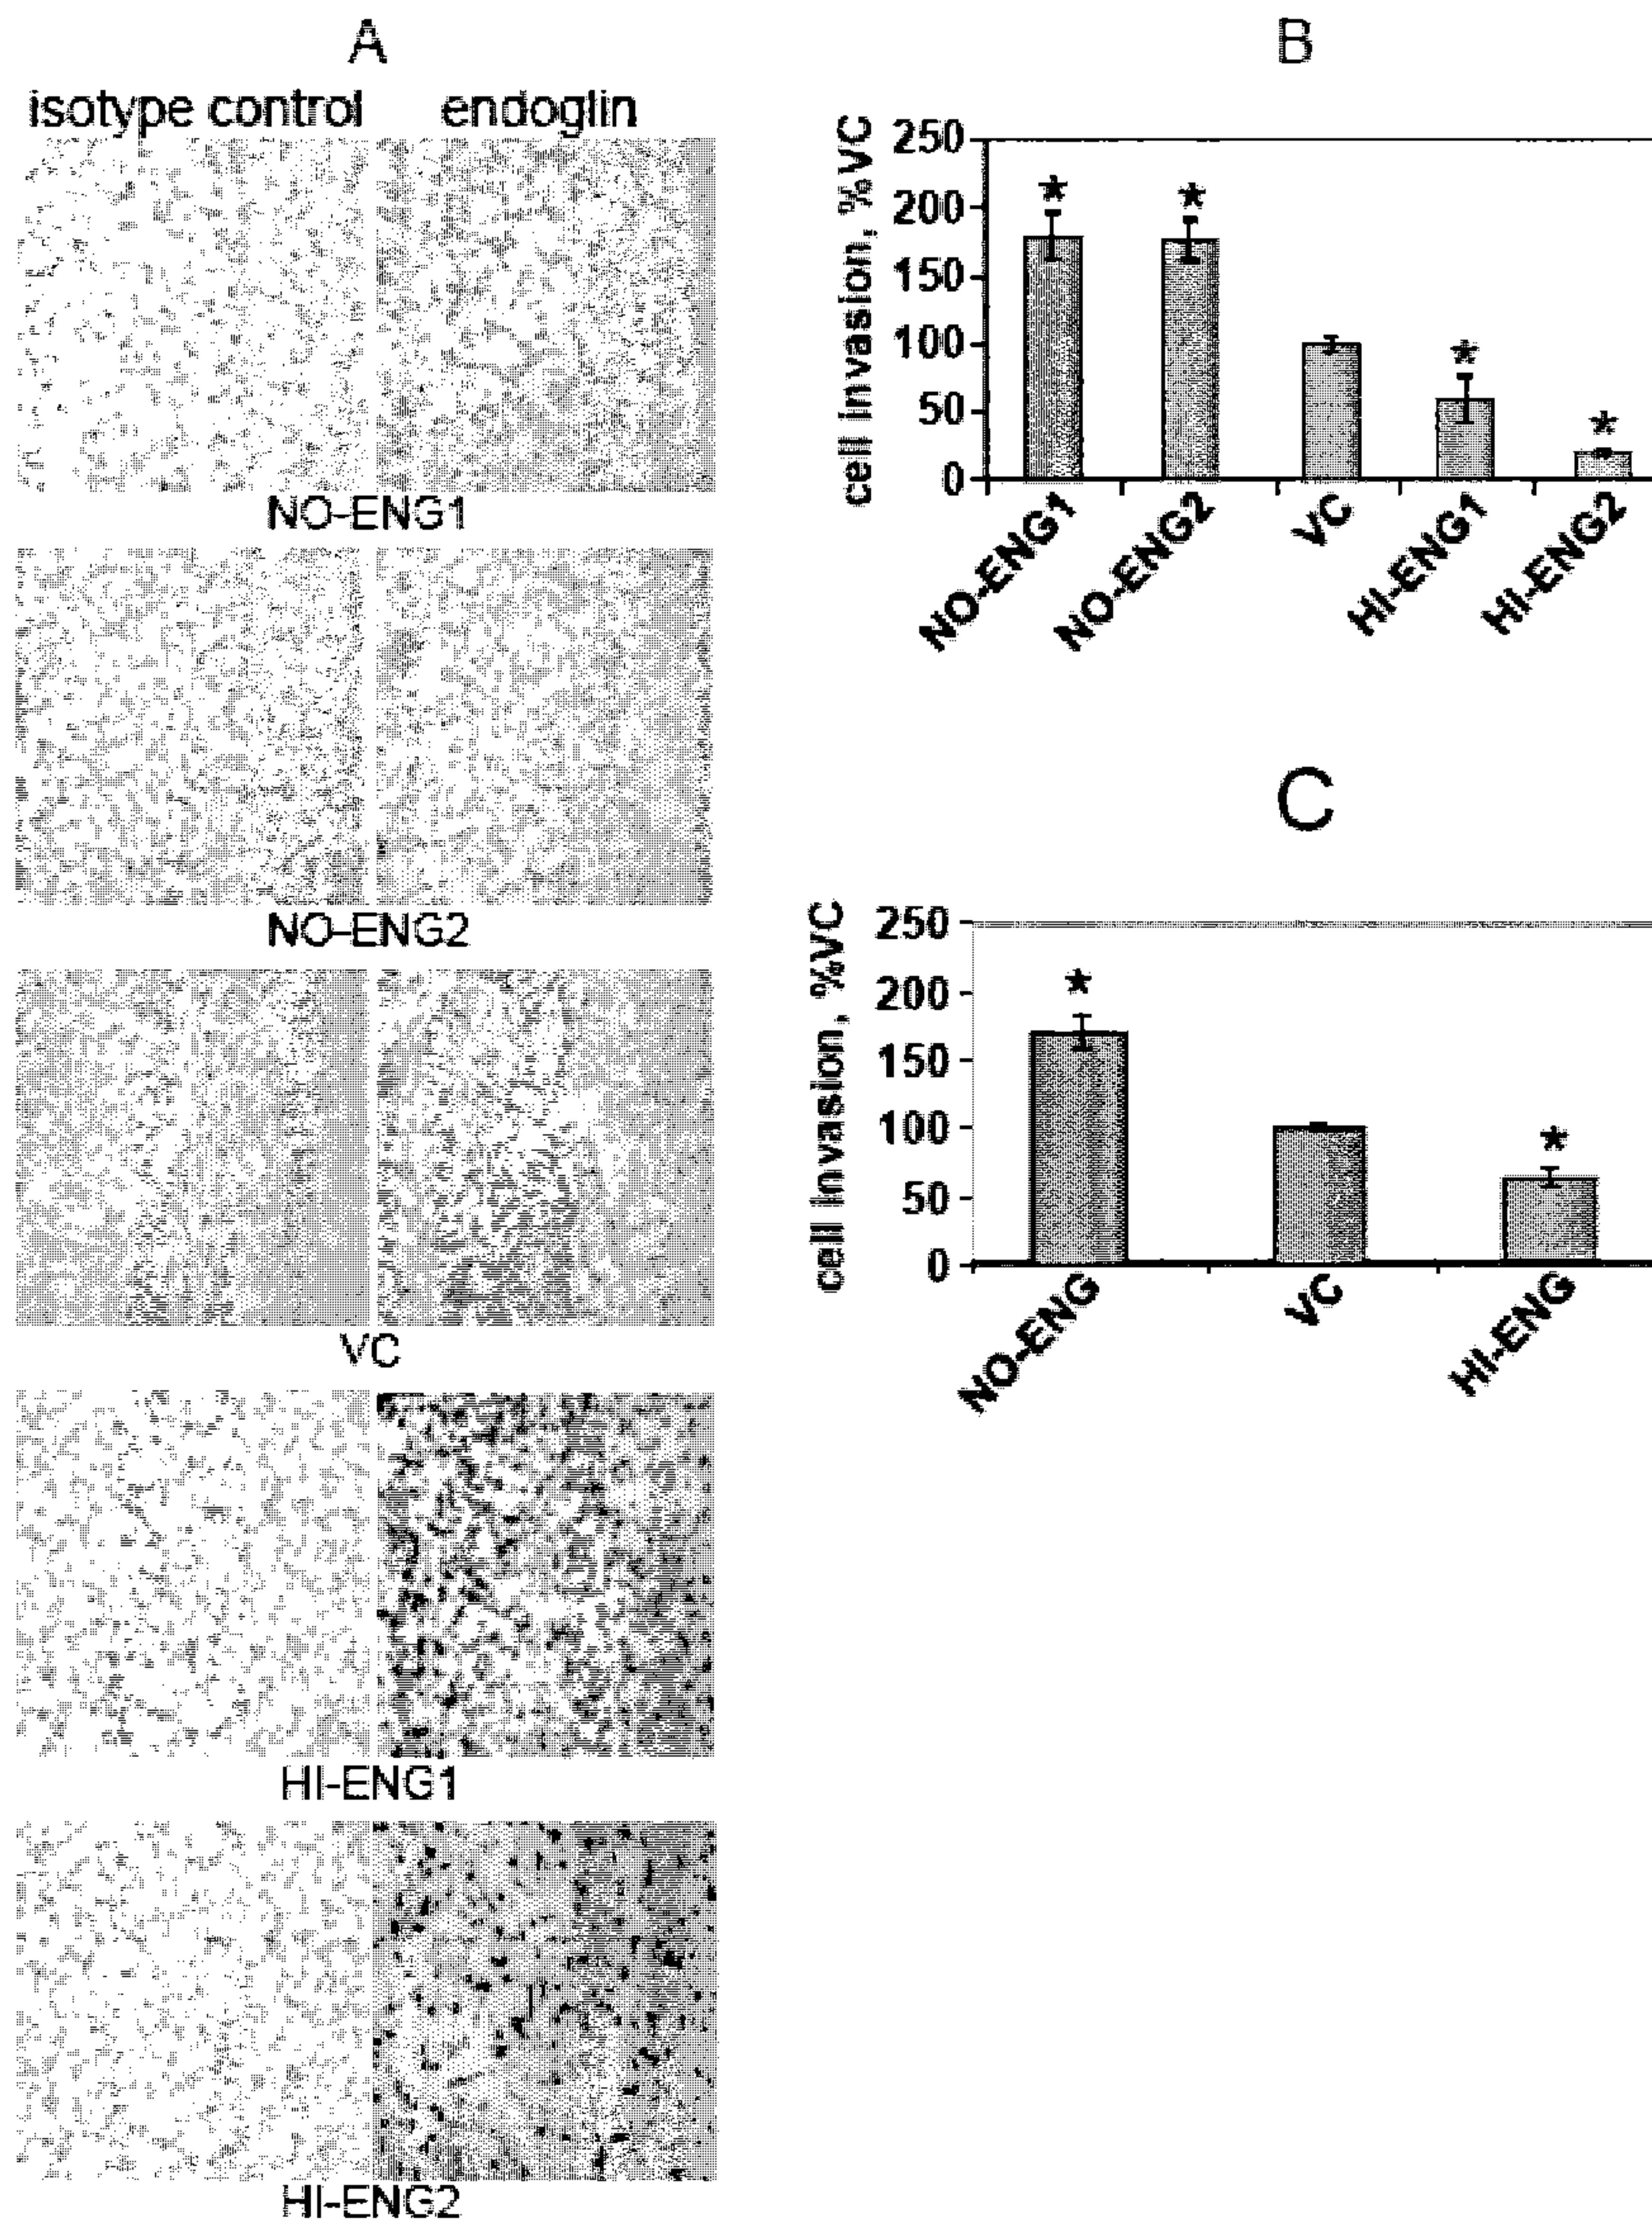 A
isotype control endoglin
NO-ENG1
NO-ENG2
VC
HI-ENG1
HI-ENG2
B
cell invasion, %VC
250
200
150
100
50
0
* * * *
NO-ENG1 NO-ENG2 VC HI-ENG1 HI-ENG2
C
cell invasion, %VC
250
200
150
100
50
0
* *
NO-ENG VC HI-ENG